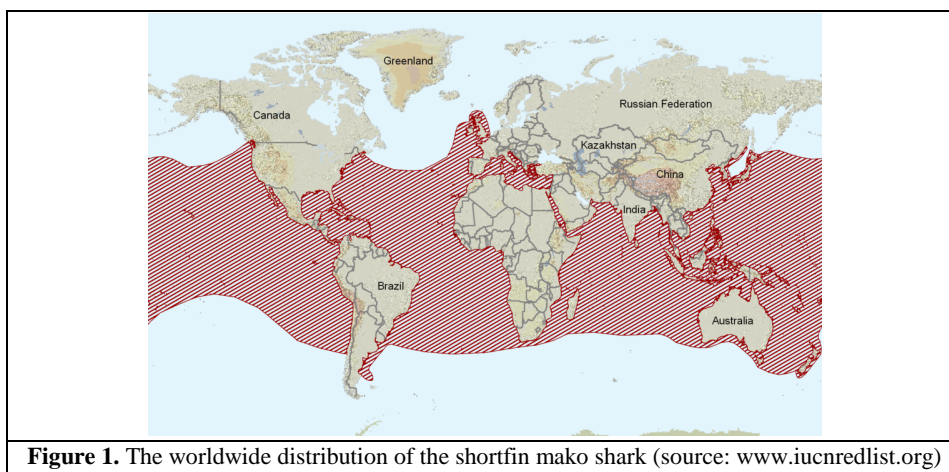 Greenland
Canada
Russian Federation
Kazakhstan
China
India
Brazil
Australia
Figure 1. The worldwide distribution of the shortfin mako shark (source: www.iucnredlist.org)